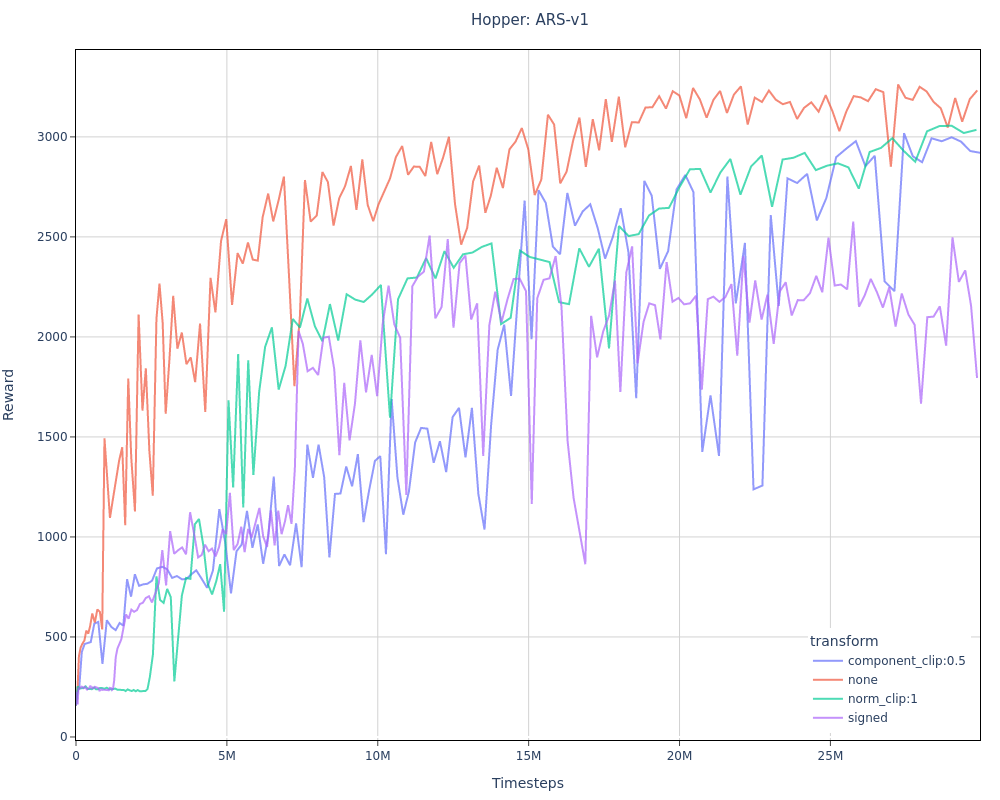 Hopper: ARS-v1
Reward
3000
2500
2000
1500
1000
500
0
0
5M
10M
15M
20M
25M
Timesteps
transform
component_clip:0.5
none
norm_clip:1
signed